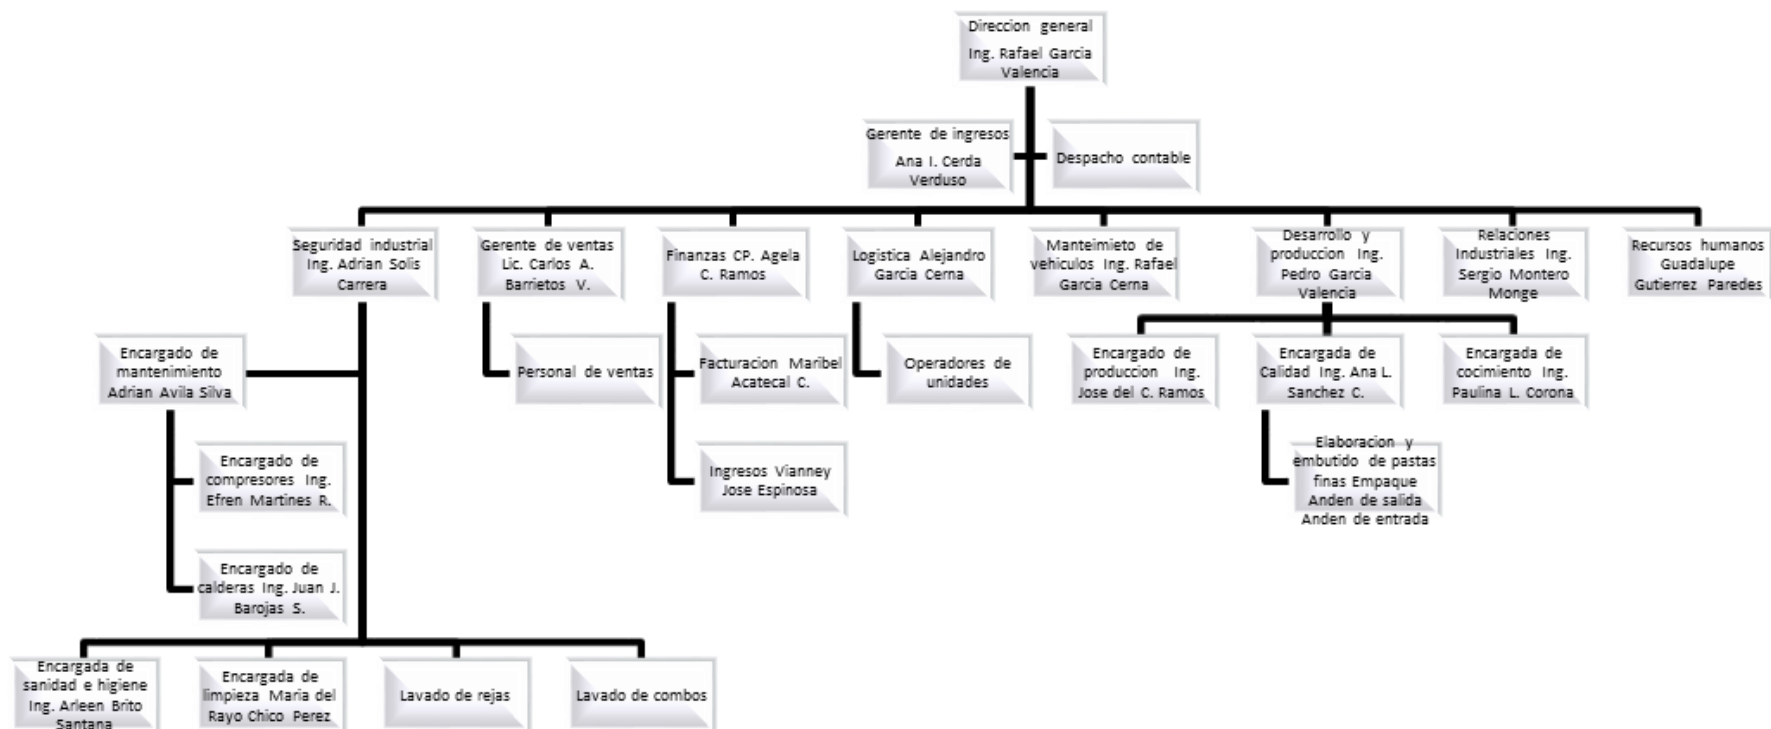 Direccion general
Ing. Rafael Garcia
Valencia
Gerente de ingresos
Ana I. Cerda
Verduso
Despacho contable
Seguridad industrial
Ing. Adrian Solis
Carrera
Gerente de ventas
Lic. Carlos A.
Barrietos V.
Finanzas CP. Agela
C. Ramos
Logistica Alejandro
Garcia Cerna
Manteimieto de
vehiculos Ing. Rafael
Garcia Cerna
Desarrollo y
produccion Ing.
Pedro Garcia
Valencia
Relaciones
Industriales Ing.
Sergio Montero
Monge
Recursos humanos
Guadalupe
Gutierrez Paredes
Encargado de
mantenimiento
Adrian Avila Silva
Personal de ventas
Facturacion Maribel
Acatecal C.
Operadores de
unidades
Encargado de
produccion Ing.
Jose del C. Ramos
Encargada de
Calidad Ing. Ana L.
Sanchez C.
Encargada de
cocimiento Ing.
Paulina L. Corona
Encargado de
compresores Ing.
Efren Martines R.
Ingresos Vianney
Jose Espinosa
Elaboracion y
embutido de pastas
finas Empaque
Anden de salida
Anden de entrada
Encargado de
calderas Ing. Juan J.
Barojas S.
Encargada de
sanidad e higiene
Ing. Arleen Brito
Santana
Encargada de
limpieza Maria del
Rayo Chico Perez
Lavado de rejas
Lavado de combos